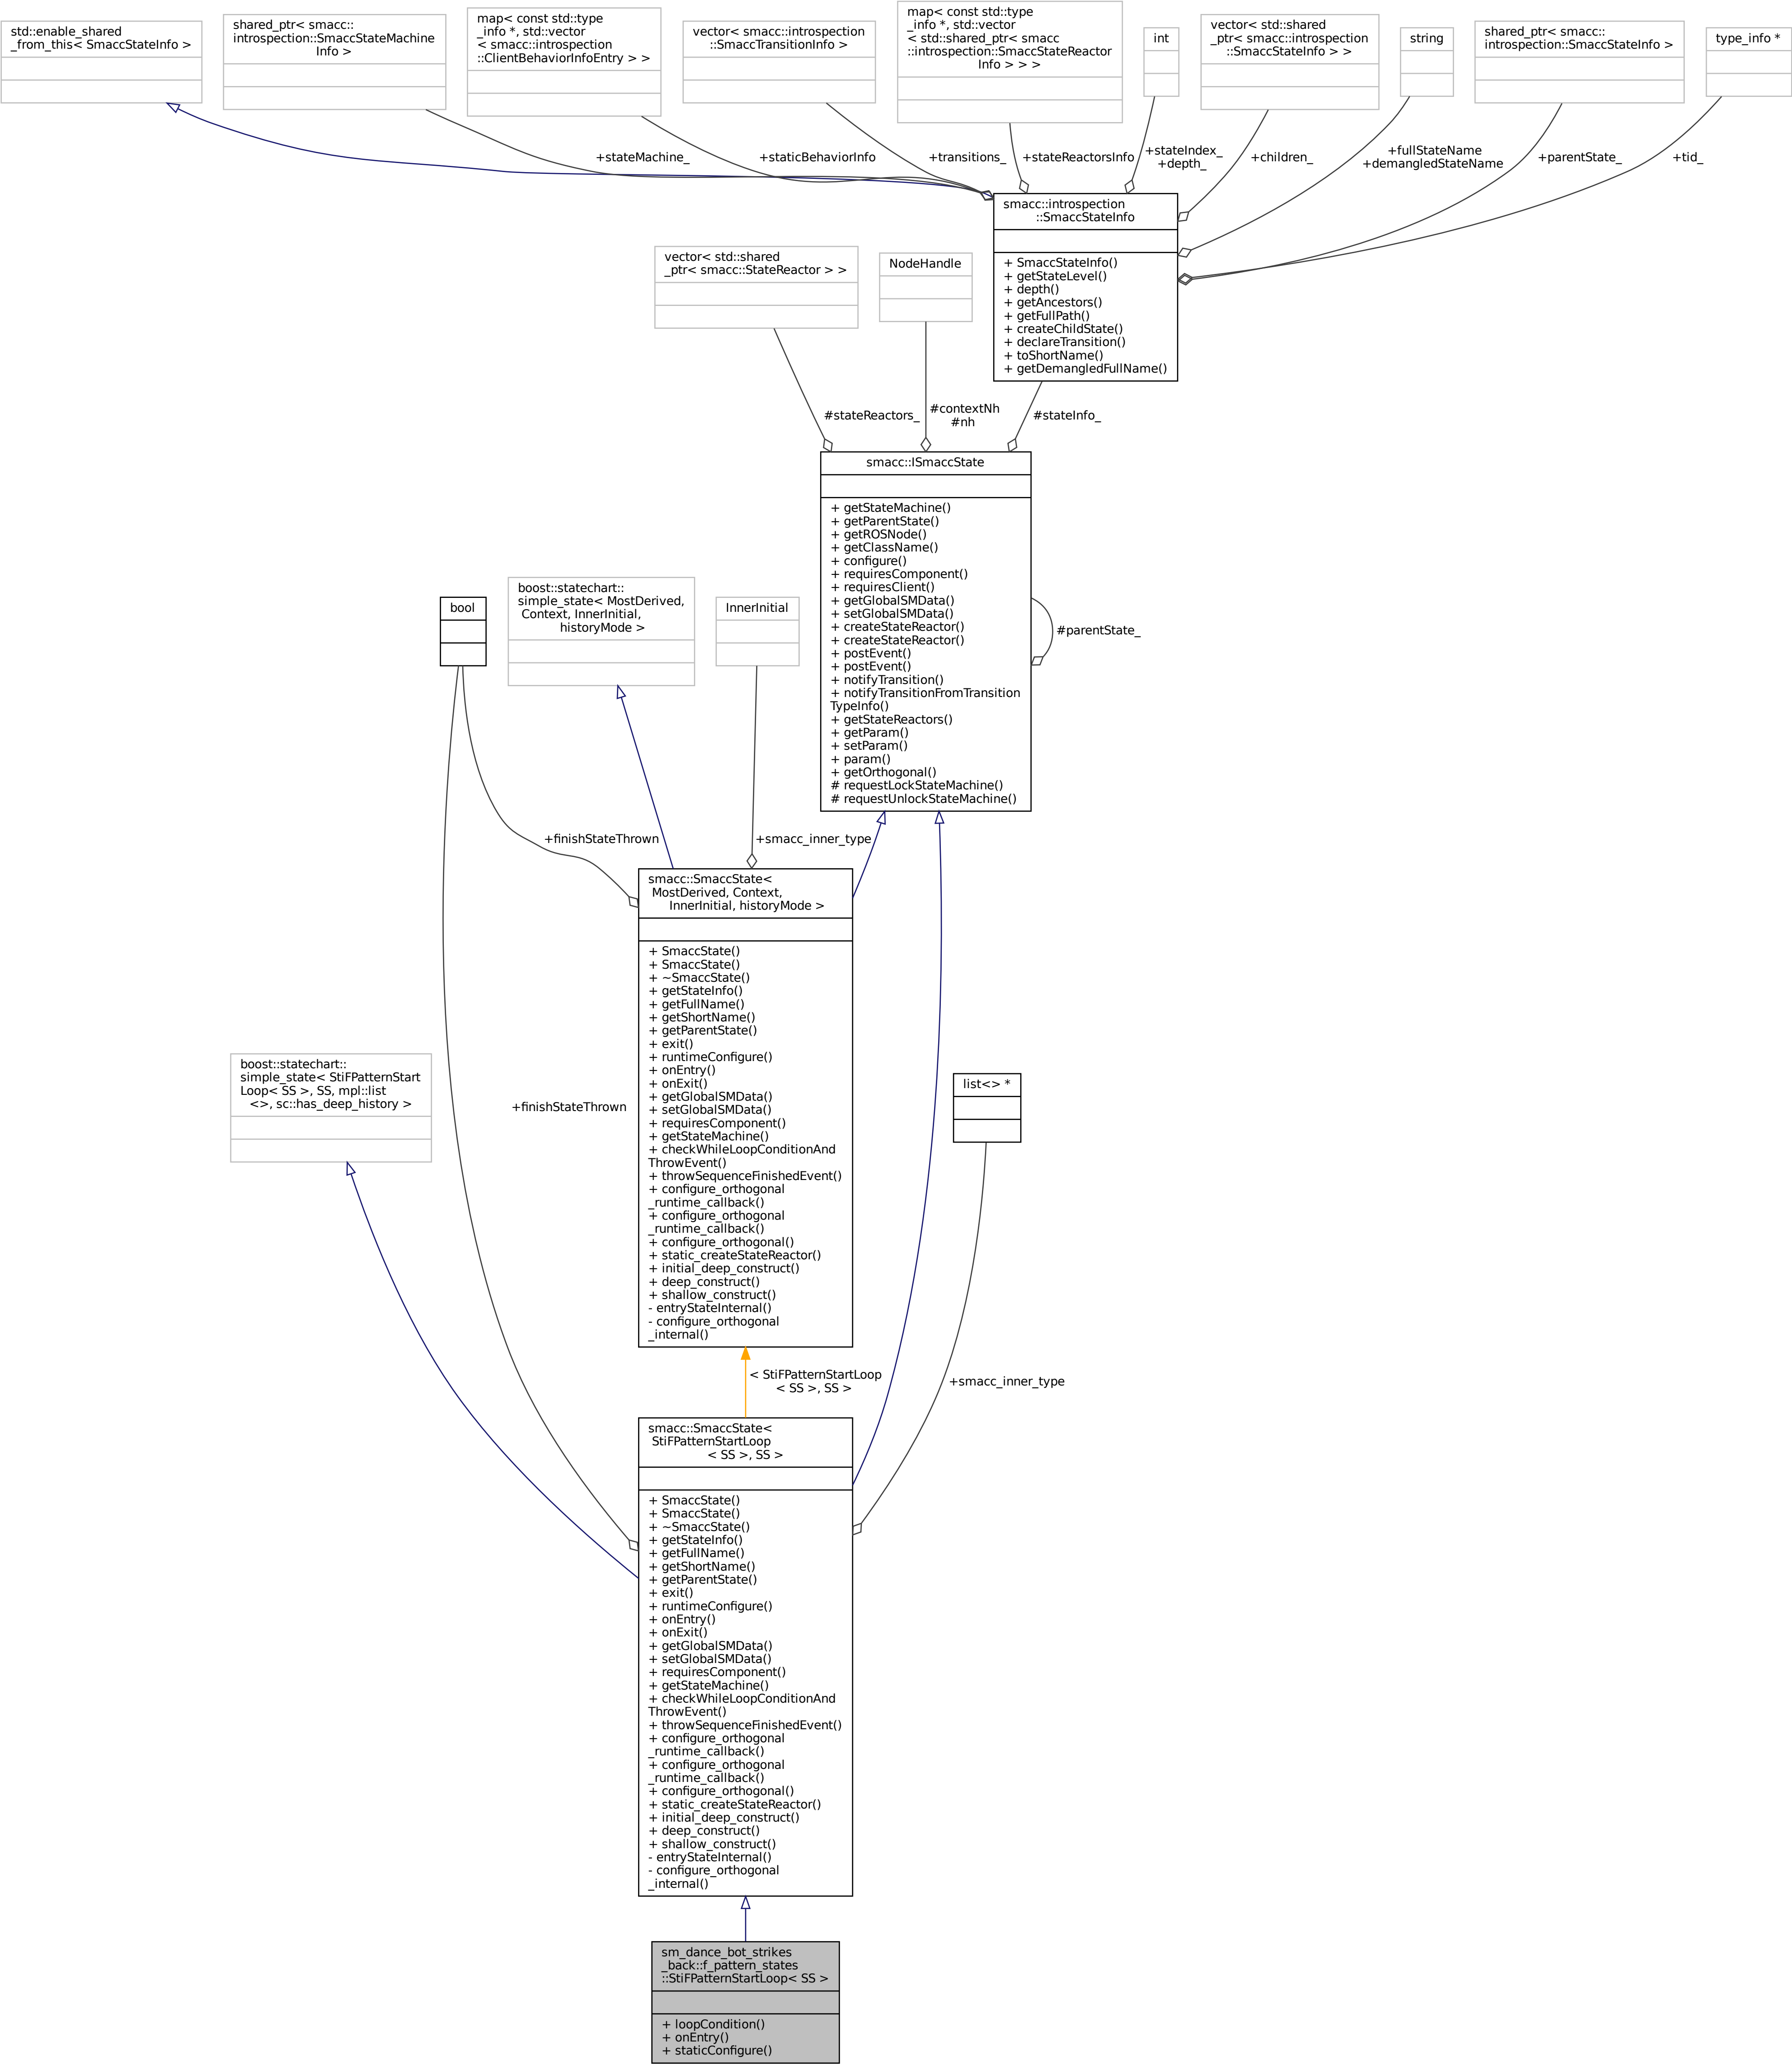 std::enable_shared
_from_this< SmaccStateInfo >
shared_ptr< smacc::
introspection::SmaccStateMachine
Info >
map< const std::type
_info *, std::vector
< smacc::introspection
::ClientBehaviorInfoEntry > >
vector< smacc::introspection
::SmaccTransitionInfo >
map< const std::type
_info *, std::vector
< std::shared_ptr< smacc
::introspection::SmaccStateReactor
Info > > >
int
vector< std::shared
_ptr< smacc::introspection
::SmaccStateInfo > >
string
shared_ptr< smacc::
introspection::SmaccStateInfo >
type_info *
+stateMachine_
+staticBehaviorInfo
+transitions_
+stateReactorsInfo
+stateIndex_
+depth_
+children_
+fullStateName
+demangledStateName
+parentState_
+tid_
smacc::introspection
::SmaccStateInfo
+ SmaccStateInfo()
+ getStateLevel()
+ depth()
+ getAncestors()
+ getFullPath()
+ createChildState()
+ declareTransition()
+ toShortName()
+ getDemangledFullName()
vector< std::shared
_ptr< smacc::StateReactor > >
NodeHandle
#stateReactors_
#contextNh
#nh
#stateInfo_
smacc::ISmaccState
+ getStateMachine()
+ getParentState()
+ getROSNode()
+ getClassName()
+ configure()
+ requiresComponent()
+ requiresClient()
+ getGlobalSMData()
+ setGlobalSMData()
+ createStateReactor()
+ createStateReactor()
+ postEvent()
+ postEvent()
+ notifyTransition()
+ notifyTransitionFromTransition
TypeInfo()
+ getStateReactors()
+ getParam()
+ setParam()
+ param()
+ getOrthogonal()
# requestLockStateMachine()
# requestUnlockStateMachine()
#parentState_
bool
boost::statechart::
simple_state< MostDerived,
Context, InnerInitial,
historyMode >
InnerInitial
+finishStateThrown
+smacc_inner_type
smacc::SmaccState<
MostDerived, Context,
InnerInitial, historyMode >
+ SmaccState()
+ SmaccState()
+ ~SmaccState()
+ getStateInfo()
+ getFullName()
+ getShortName()
+ getParentState()
+ exit()
+ runtimeConfigure()
+ onEntry()
+ onExit()
+ getGlobalSMData()
+ setGlobalSMData()
+ requiresComponent()
+ getStateMachine()
+ checkWhileLoopConditionAnd
ThrowEvent()
+ throwSequenceFinishedEvent()
+ configure_orthogonal
_runtime_callback()
+ configure_orthogonal
_runtime_callback()
+ configure_orthogonal()
+ static_createStateReactor()
+ initial_deep_construct()
+ deep_construct()
+ shallow_construct()
- entryStateInternal()
- configure_orthogonal
_internal()
boost::statechart::
simple_state< StiFPatternStart
Loop< SS >, SS, mpl::list
<>, sc::has_deep_history >
+finishStateThrown
list<> *
< StiFPatternStartLoop
< SS >, SS >
+smacc_inner_type
smacc::SmaccState<
StiFPatternStartLoop
< SS >, SS >
+ SmaccState()
+ SmaccState()
+ ~SmaccState()
+ getStateInfo()
+ getFullName()
+ getShortName()
+ getParentState()
+ exit()
+ runtimeConfigure()
+ onEntry()
+ onExit()
+ getGlobalSMData()
+ setGlobalSMData()
+ requiresComponent()
+ getStateMachine()
+ checkWhileLoopConditionAnd
ThrowEvent()
+ throwSequenceFinishedEvent()
+ configure_orthogonal
_runtime_callback()
+ configure_orthogonal
_runtime_callback()
+ configure_orthogonal()
+ static_createStateReactor()
+ initial_deep_construct()
+ deep_construct()
+ shallow_construct()
- entryStateInternal()
- configure_orthogonal
_internal()
sm_dance_bot_strikes
_back::f_pattern_states
::StiFPatternStartLoop< SS >
+ loopCondition()
+ onEntry()
+ staticConfigure()